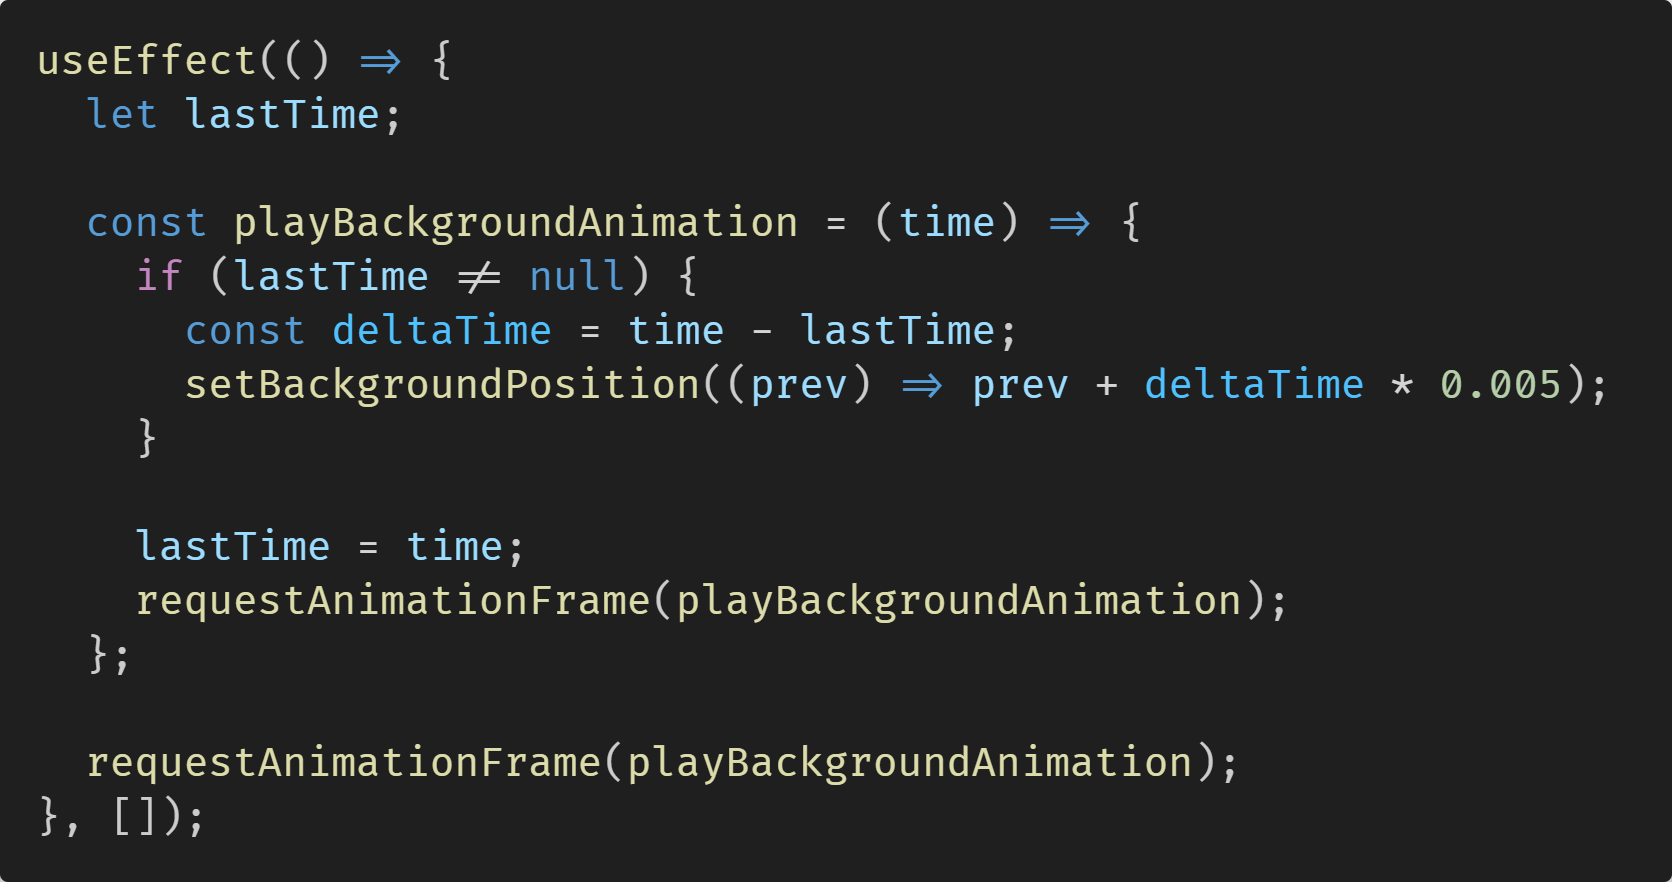 useEffect(() => {
  let lastTime;

  const playBackgroundAnimation = (time) => {
    if (lastTime != null) {
      const deltaTime = time - lastTime;
      setBackgroundPosition((prev) => prev + deltaTime * 0.005);
    }

    lastTime = time;
    requestAnimationFrame(playBackgroundAnimation);
  };

  requestAnimationFrame(playBackgroundAnimation);
}, []);